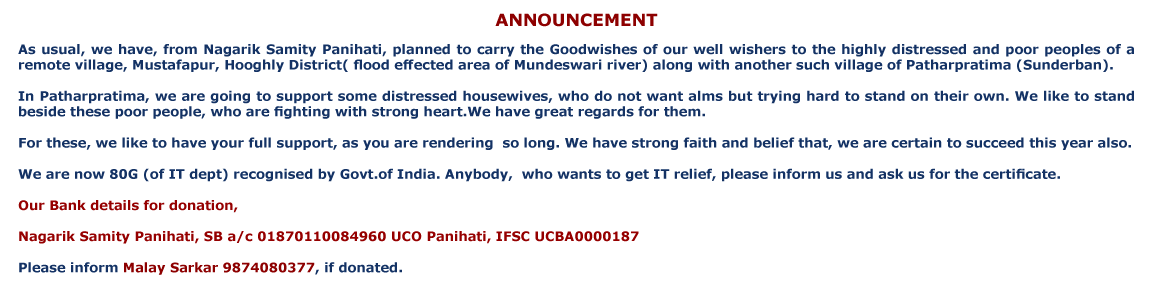 ANNOUNCEMENT
As usual, we have, from Nagarik Samity Panihati, planned to carry the Goodwishes of our well wishers to the highly distressed and poor peoples of a
remote village, Mustafapur, Hooghly District( flood effected area of Mundeswari river) along with another such village of Patharpratima (Sunderban).
In Patharpratima, we are going to support some distressed housewives, who do not want alms but trying hard to stand on their own. We like to stand
beside these poor people, who are fighting with strong heart.We have great regards for them.
For these, we like to have your full support, as you are rendering  so long. We have strong faith and belief that, we are certain to succeed this year also.
We are now 80G (of IT dept) recognised by Govt.of India. Anybody,  who wants to get IT relief, please inform us and ask us for the certificate.
Our Bank details for donation,
Nagarik Samity Panihati, SB a/c 01870110084960 UCO Panihati, IFSC UCBA0000187
Please inform Malay Sarkar 9874080377, if donated.